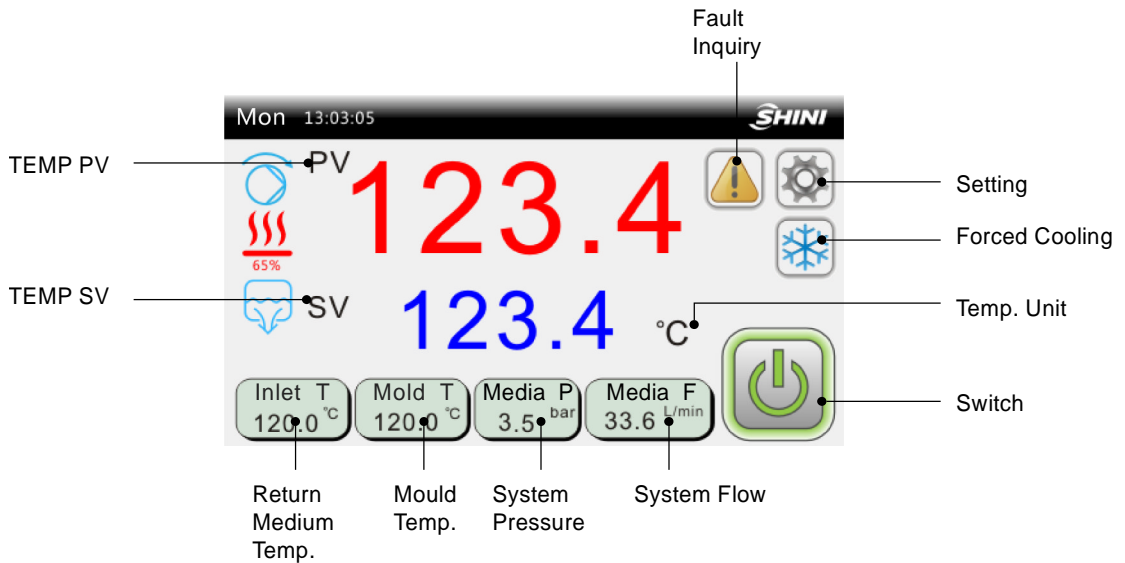 Fault
Inquiry
Mon 13:03:05
SHINI
TEMP PV
PV
123.4
Setting
65%
Forced Cooling
TEMP SV
SV
123.4
°C
Temp. Unit
Inlet T
120.0 °C
Mold T
120.0 °C
Media P
3.5 bar
Media F
33.6 L/min
Switch
Return
Medium
Temp.
Mould
Temp.
System
Pressure
System Flow